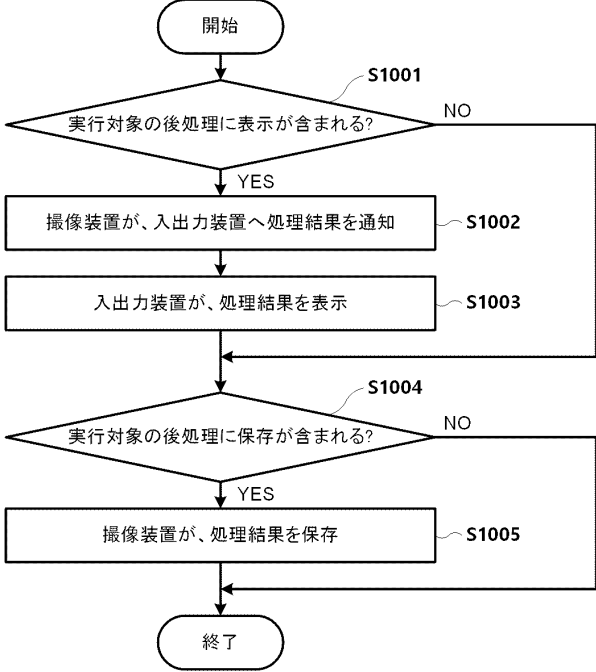 開始
S1001
実行対象の後処理に表示が含まれる?
NO
YES
撮像装置が、入出力装置へ処理結果を通知
S1002
入出力装置が、処理結果を表示
S1003
S1004
実行対象の後処理に保存が含まれる?
NO
YES
撮像装置が、処理結果を保存
S1005
終了